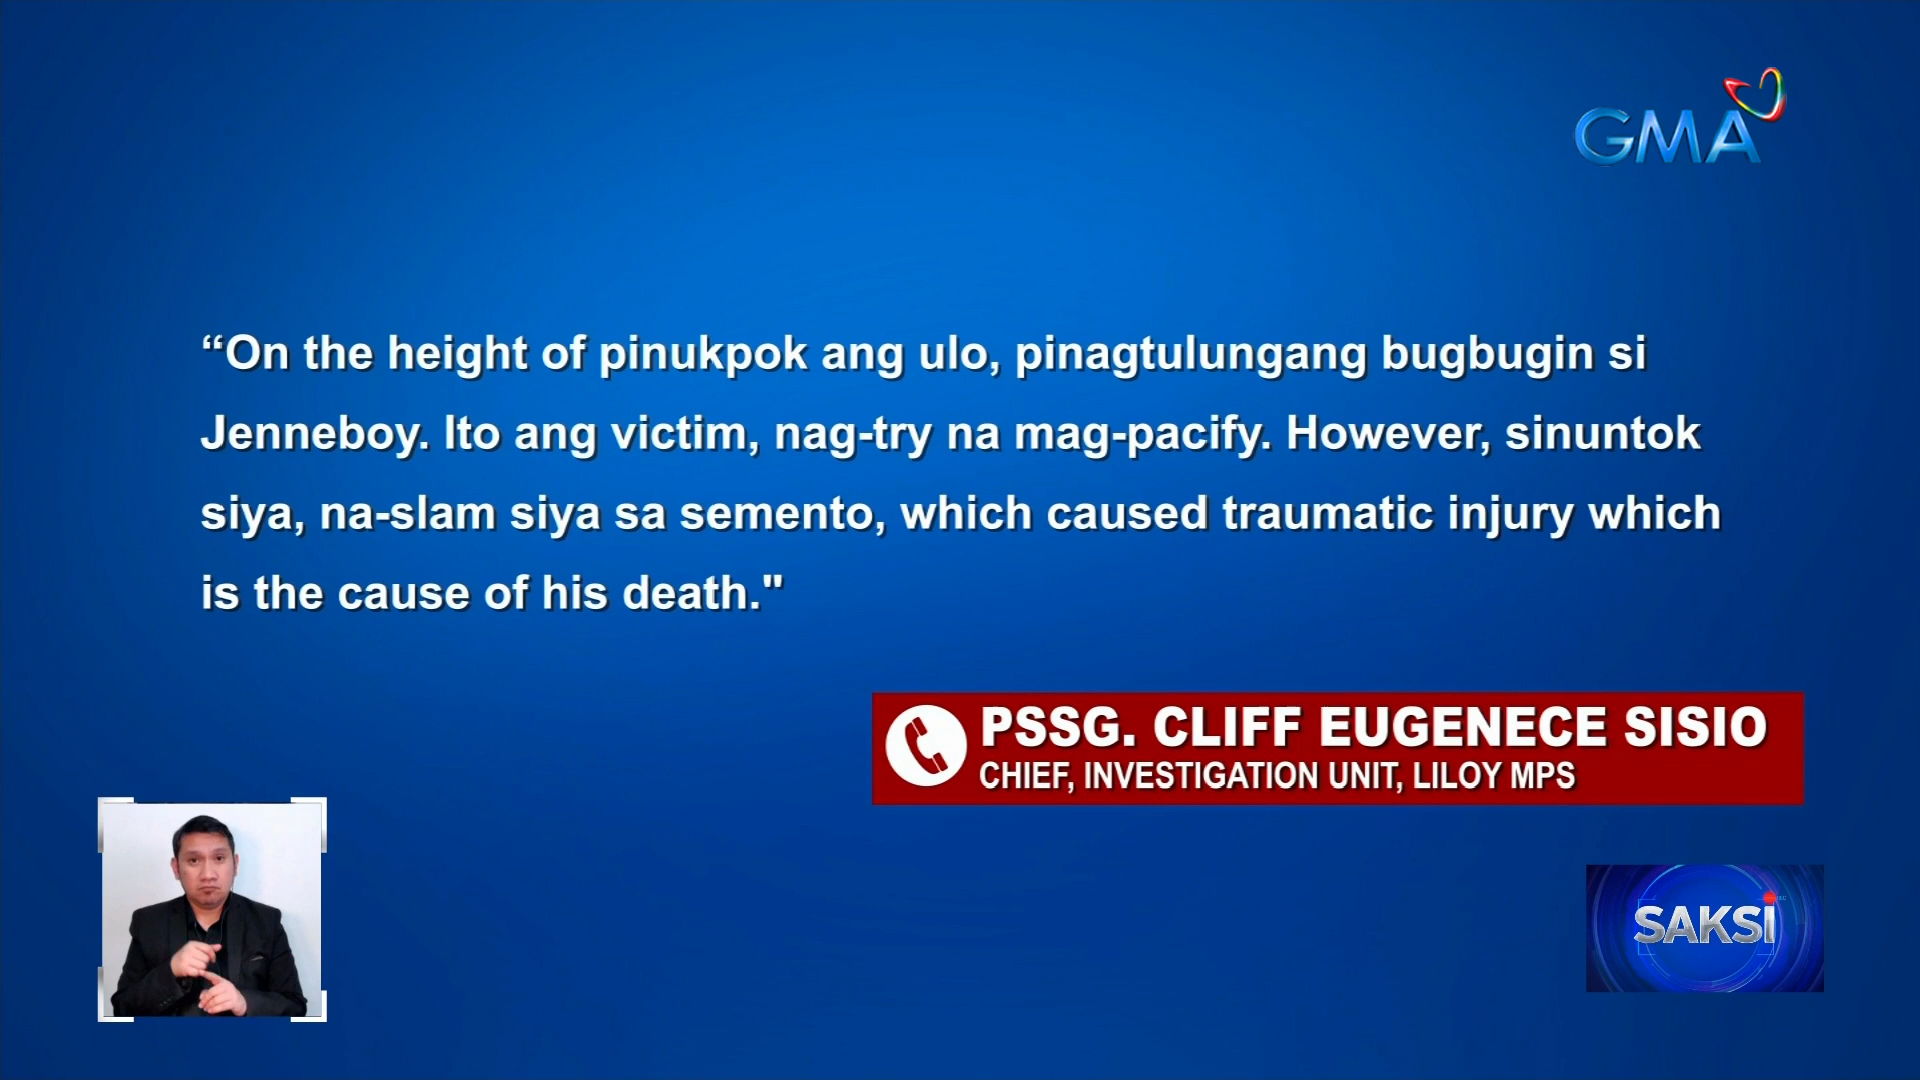 GMA
“On the height of pinukpok ang ulo, pinagtulungang bugbugin si
Jenneboy. Ito ang victim, nag-try na mag-pacify. However, sinuntok
siya, na-slam siya sa semento, which caused traumatic injury which
is the cause of his death."
PSSG. CLIFF EUGENECE SISIO
CHIEF, INVESTIGATION UNIT, LILOY MPS
SAKSI